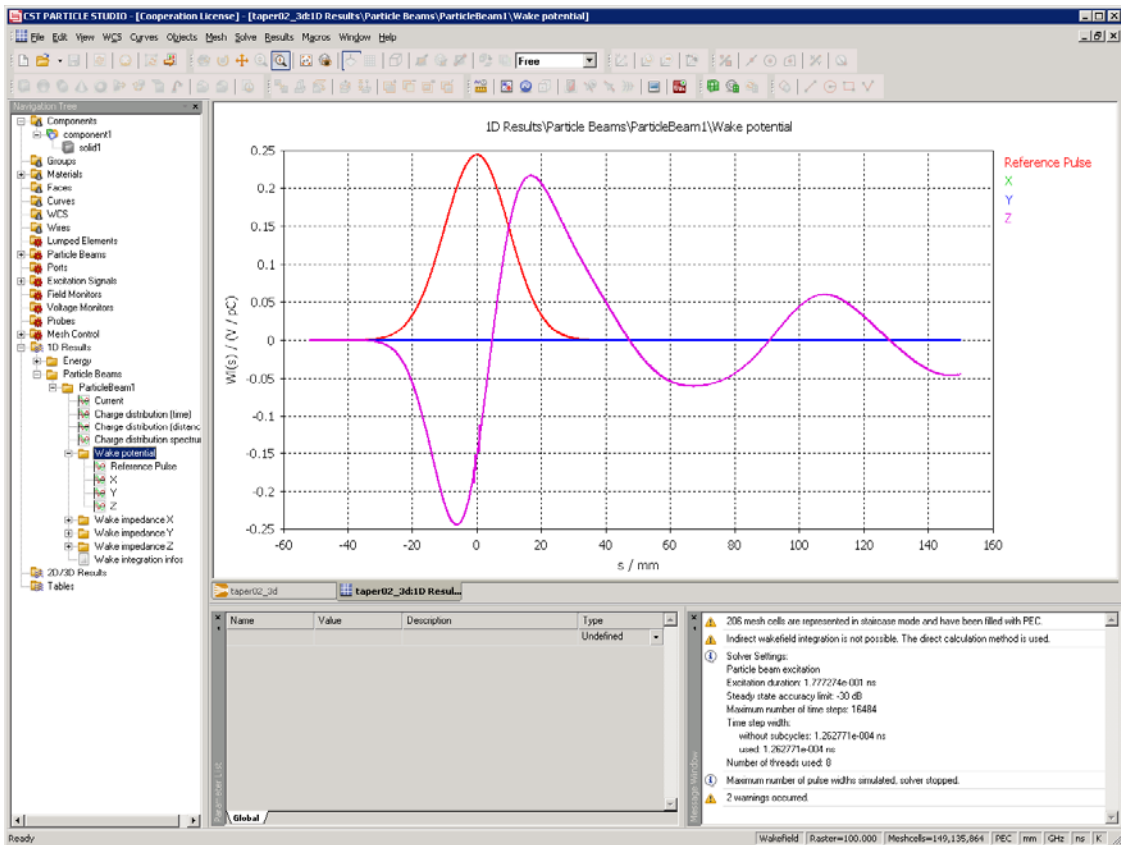 CST PARTICLE STUDIO - [Cooperation License] - [taper02_3d:1D Results\Particle Beams\ParticleBeam1\Wake potential]
File Edit View WCS Curves Objects Mesh Solve Results Macros Window Help
Free
Navigation Tree
Components
component1
solid1
Groups
Materials
Faces
Curves
WCS
Wires
Lumped Elements
Particle Beams
Ports
Excitation Signals
Field Monitors
Voltage Monitors
Probes
Mesh Control
1D Results
Energy
Particle Beams
ParticleBeam1
Current
Charge distribution (time)
Charge distribution (distanc
Charge distribution spectru
Wake potential
Reference Pulse
X
Y
Z
Wake impedance X
Wake impedance Y
Wake impedance Z
Wake integration infos
2D/3D Results
Tables
1D Results\Particle Beams\ParticleBeam1\Wake potential
Reference Pulse
X
Y
Z
0.25
0.2
0.15
0.1
0.05
0
-0.05
-0.1
-0.15
-0.2
-0.25
Wi(s) / (V / pC)
-60 -40 -20 0 20 40 60 80 100 120 140 160
s / mm
taper02_3d
taper02_3d:1D Resul...
Name Value Description Type
Undefined
Parameter List
Global
Message Window
206 mesh cells are represented in staircase mode and have been filled with PEC.
Indirect wakefield integration is not possible. The direct calculation method is used.
Solver Settings:
Particle beam excitation
Excitation duration: 1.777274e-001 ns
Steady state accuracy limit: -30 dB
Maximum number of time steps: 16484
Time step width:
without subcycles: 1.262771e-004 ns
used: 1.262771e-004 ns
Number of threads used: 8
Maximum number of pulse widths simulated, solver stopped.
2 warnings occurred.
Ready
Wakefield Raster=100.000 Meshcells=149,135,864 PEC mm GHz ns K